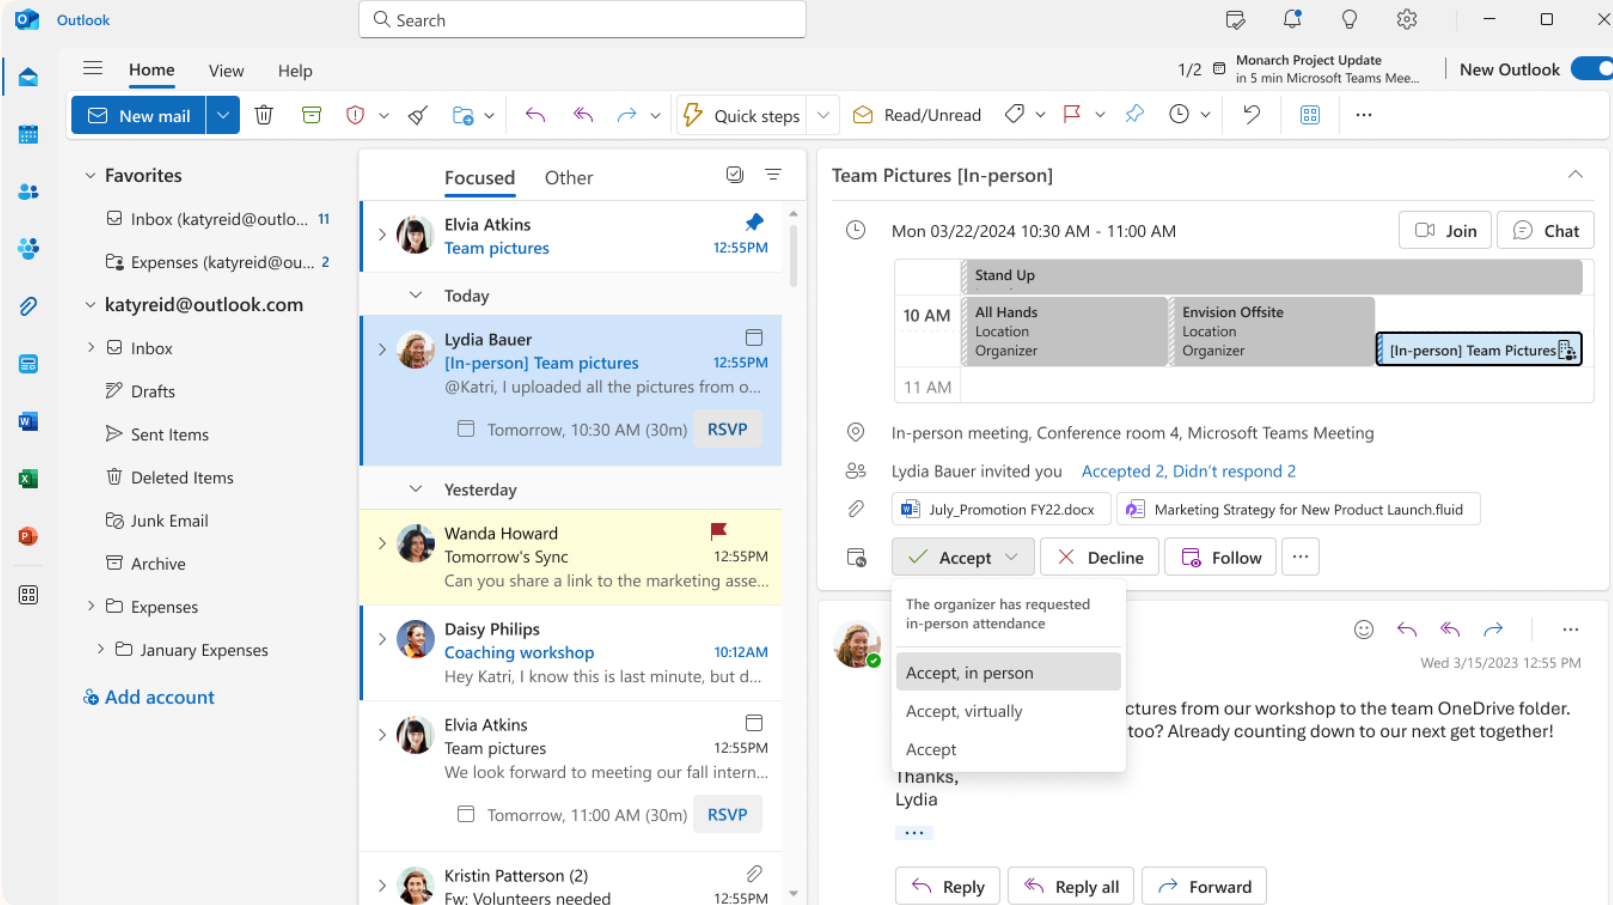 Outlook
Search
Home
View
Help
1/2
Monarch Project Update
in 5 min Microsoft Teams Mee...
New Outlook
New mail
Quick steps
Read/Unread
Favorites
Inbox (katyreid@outlo... 11
Expenses (katyreid@ou... 2
katyreid@outlook.com
Inbox
Drafts
Sent Items
Deleted Items
Junk Email
Archive
Expenses
January Expenses
Add account
Focused
Other
Elvia Atkins
Team pictures 12:55PM
Today
Lydia Bauer
[In-person] Team pictures 12:55PM
@Katri, I uploaded all the pictures from o...
Tomorrow, 10:30 AM (30m) RSVP
Yesterday
Wanda Howard
Tomorrow's Sync 12:55PM
Can you share a link to the marketing asse...
Daisy Philips
Coaching workshop 10:12AM
Hey Katri, I know this is last minute, but d...
Elvia Atkins
Team pictures 12:55PM
We look forward to meeting our fall intern...
Tomorrow, 11:00 AM (30m) RSVP
Kristin Patterson (2)
Fw: Volunteers needed 12:55PM
Team Pictures [In-person]
Mon 03/22/2024 10:30 AM - 11:00 AM
Join
Chat
Stand Up
10 AM
All Hands
Location
Organizer
Envision Offsite
Location
Organizer
[In-person] Team Pictures
11 AM
In-person meeting, Conference room 4, Microsoft Teams Meeting
Lydia Bauer invited you Accepted 2, Didn't respond 2
July_Promotion FY22.docx
Marketing Strategy for New Product Launch.fluid
Accept
Decline
Follow
The organizer has requested
in-person attendance
Accept, in person
Accept, virtually
Accept
Wed 3/15/2023 12:55 PM
ctures from our workshop to the team OneDrive folder.
too? Already counting down to our next get together!
Thanks,
Lydia
Reply
Reply all
Forward